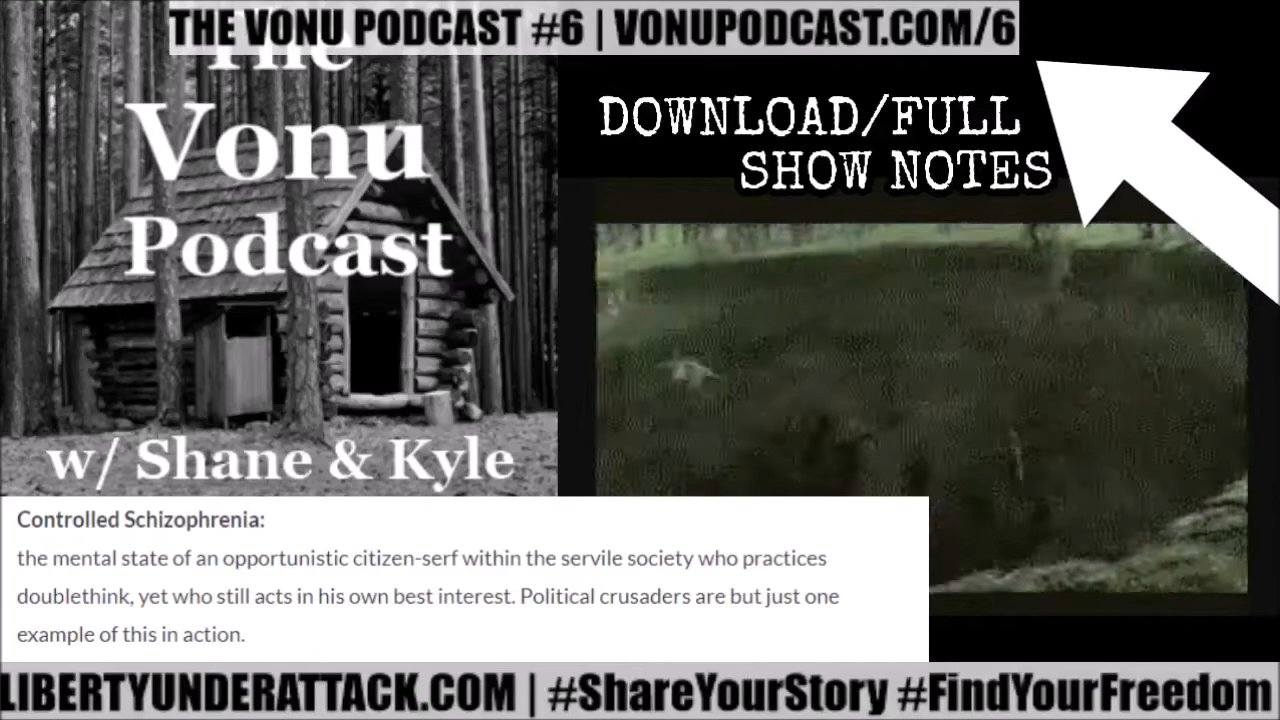 THE VONU PODCAST #6 | VONUPODCAST.COM/6
The
Vonu
Podcast
w/ Shane & Kyle
DOWNLOAD/FULL
SHOW NOTES
Controlled Schizophrenia:
the mental state of an opportunistic citizen-serf within the servile society who practices
doublethink, yet who still acts in his own best interest. Political crusaders are but just one
example of this in action.
LIBERTYUNDERATTACK.COM | #ShareYourStory #FindYourFreedom